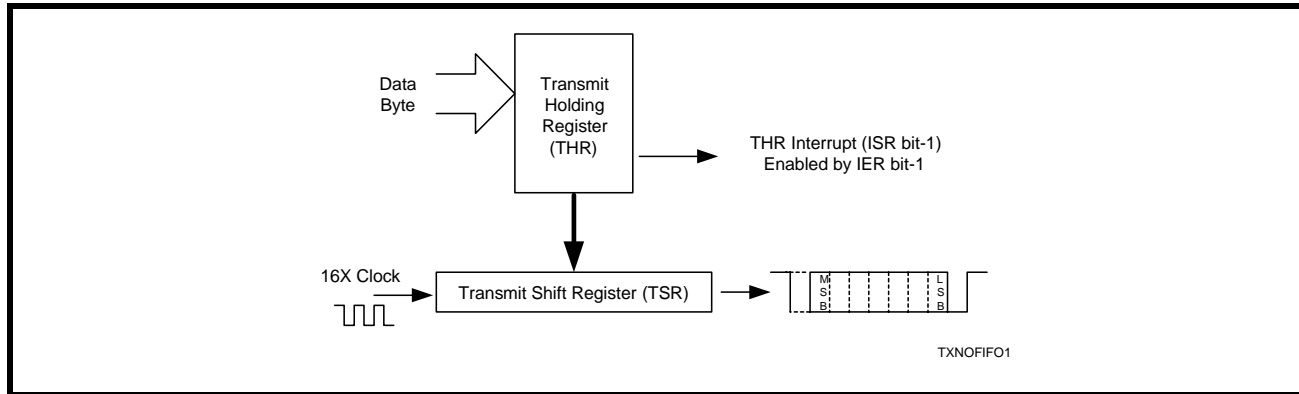 Data
Byte
Transmit
Holding
Register
(THR)
THR Interrupt (ISR bit-1)
Enabled by IER bit-1
16X Clock
Transmit Shift Register (TSR)
M
S
B
L
S
B
TXNOFIFO1